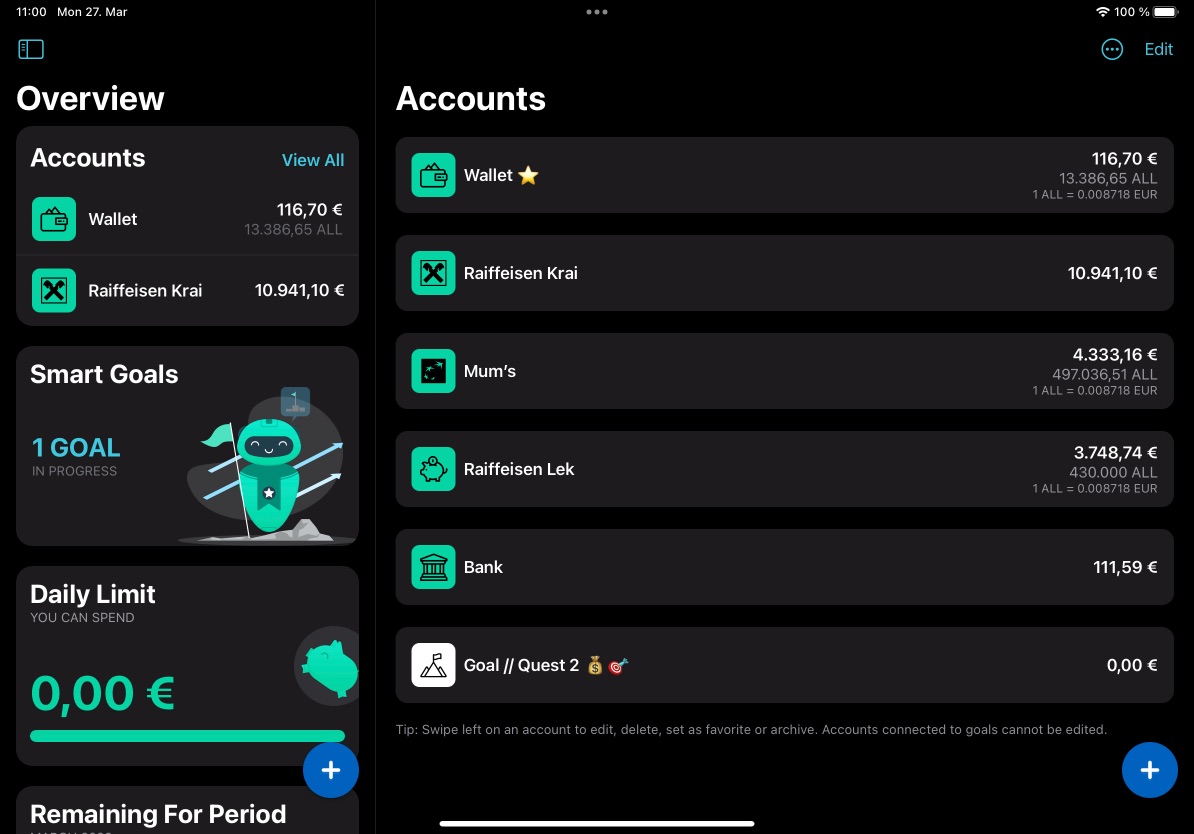 11:00 Mon 27. Mar
100 %
Edit
Overview
Accounts
View All
Wallet
116,70 €
13.386,65 ALL
Raiffeisen Krai
10.941,10 €
Smart Goals
1 GOAL
IN PROGRESS
Daily Limit
YOU CAN SPEND
0,00 €
Remaining For Period
Accounts
Wallet ⭐
116,70 €
13.386,65 ALL
1 ALL = 0.008718 EUR
Raiffeisen Krai
10.941,10 €
Mum’s
4.333,16 €
497.036,51 ALL
1 ALL = 0.008718 EUR
Raiffeisen Lek
3.748,74 €
430.000 ALL
1 ALL = 0.008718 EUR
Bank
111,59 €
Goal // Quest 2 💰🎯
0,00 €
Tip: Swipe left on an account to edit, delete, set as favorite or archive. Accounts connected to goals cannot be edited.